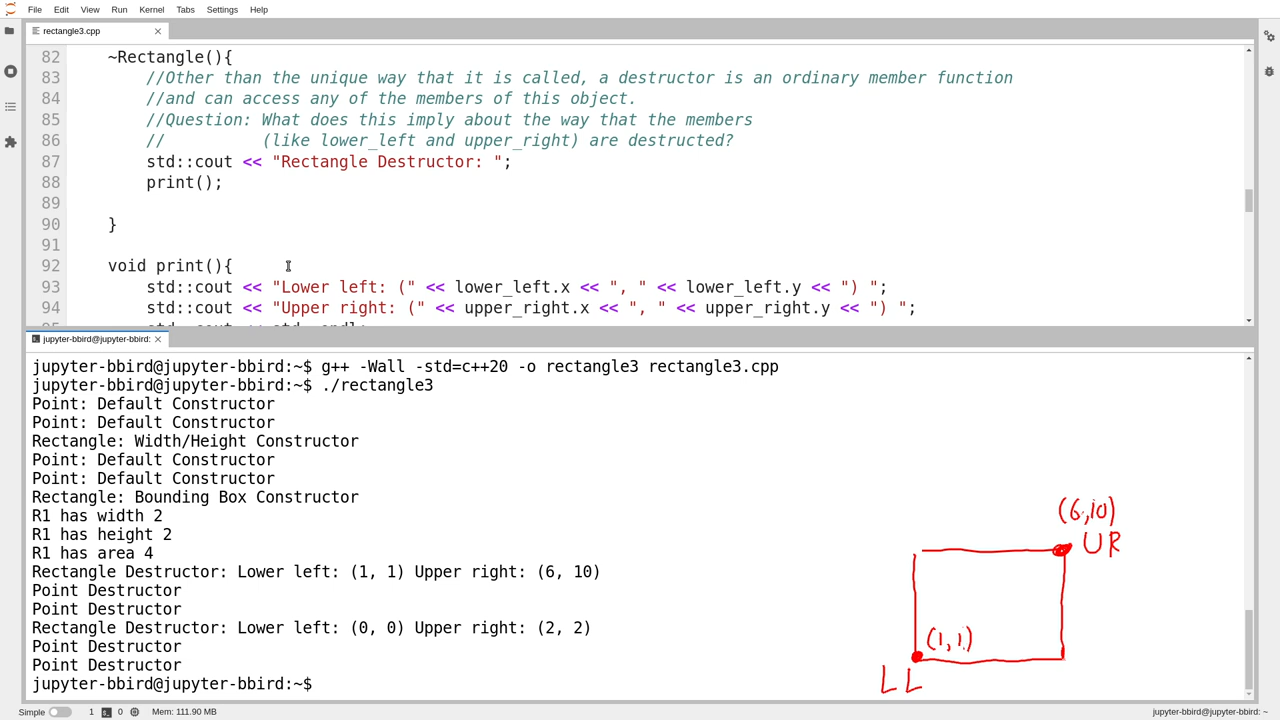 File Edit View Run Kernel Tabs Settings Help
rectangle3.cpp
82 ~Rectangle(){
83 //Other than the unique way that it is called, a destructor is an ordinary member function
84 //and can access any of the members of this object.
85 //Question: What does this imply about the way that the members
86 // (like lower_left and upper_right) are destructed?
87 std::cout << "Rectangle Destructor: ";
88 print();
89
90 }
91
92 void print(){
93 std::cout << "Lower left: (" << lower_left.x << ", " << lower_left.y << ") ";
94 std::cout << "Upper right: (" << upper_right.x << ", " << upper_right.y << ") ";
jupyter-bbird@jupyter-bbird:
jupyter-bbird@jupyter-bbird:~$ g++ -Wall -std=c++20 -o rectangle3 rectangle3.cpp
jupyter-bbird@jupyter-bbird:~$ ./rectangle3
Point: Default Constructor
Point: Default Constructor
Rectangle: Width/Height Constructor
Point: Default Constructor
Point: Default Constructor
Rectangle: Bounding Box Constructor
R1 has width 2
R1 has height 2
R1 has area 4
Rectangle Destructor: Lower left: (1, 1) Upper right: (6, 10)
Point Destructor
Point Destructor
Rectangle Destructor: Lower left: (0, 0) Upper right: (2, 2)
Point Destructor
Point Destructor
jupyter-bbird@jupyter-bbird:~$
(6,10)
UR
(1,1)
LL
Simple 1 0 Mem: 111.90 MB jupyter-bbird@jupyter-bbird: ~